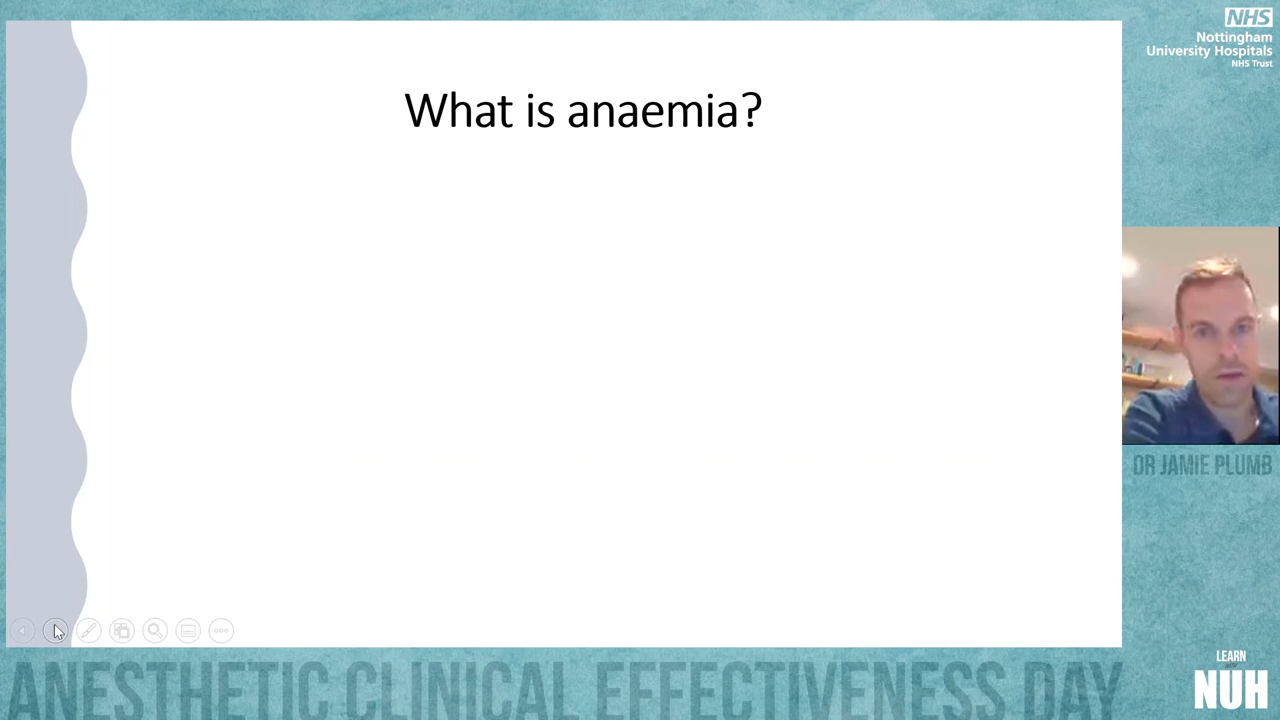 What is anaemia?
NHS
Nottingham
University Hospitals
NHS Trust
DR JAMIE PLUMB
ANESTHETIC CLINICAL EFFECTIVENESS DAY
LEARN
NUH